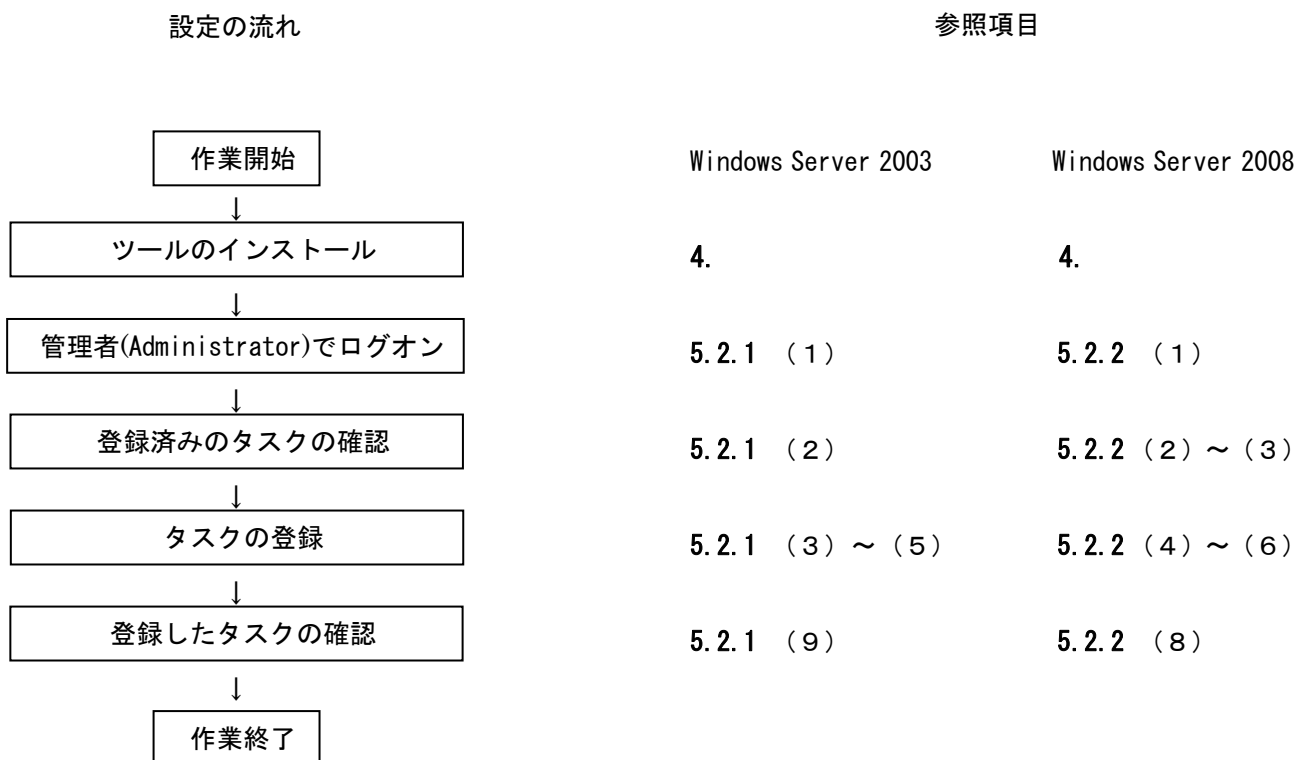 設定の流れ 参照項目
作業開始 Windows Server 2003 Windows Server 2008
↓
ツールのインストール 4. 4.
↓
管理者(Administrator)でログオン 5.2.1 （１） 5.2.2 （１）
↓
登録済みのタスクの確認 5.2.1 （２） 5.2.2 （２）～（３）
↓
タスクの登録 5.2.1 （３）～（５） 5.2.2 （４）～（６）
↓
登録したタスクの確認 5.2.1 （９） 5.2.2 （８）
↓
作業終了